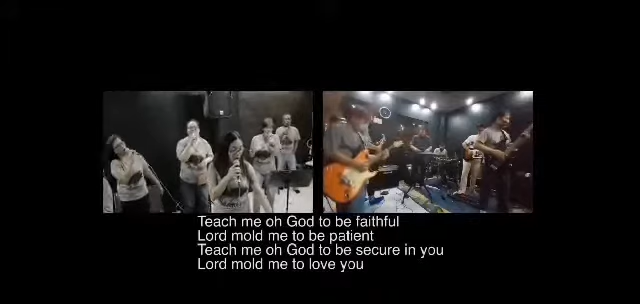 Teach me oh God to be faithful
Lord mold me to be patient
Teach me oh God to be secure in you
Lord mold me to love you